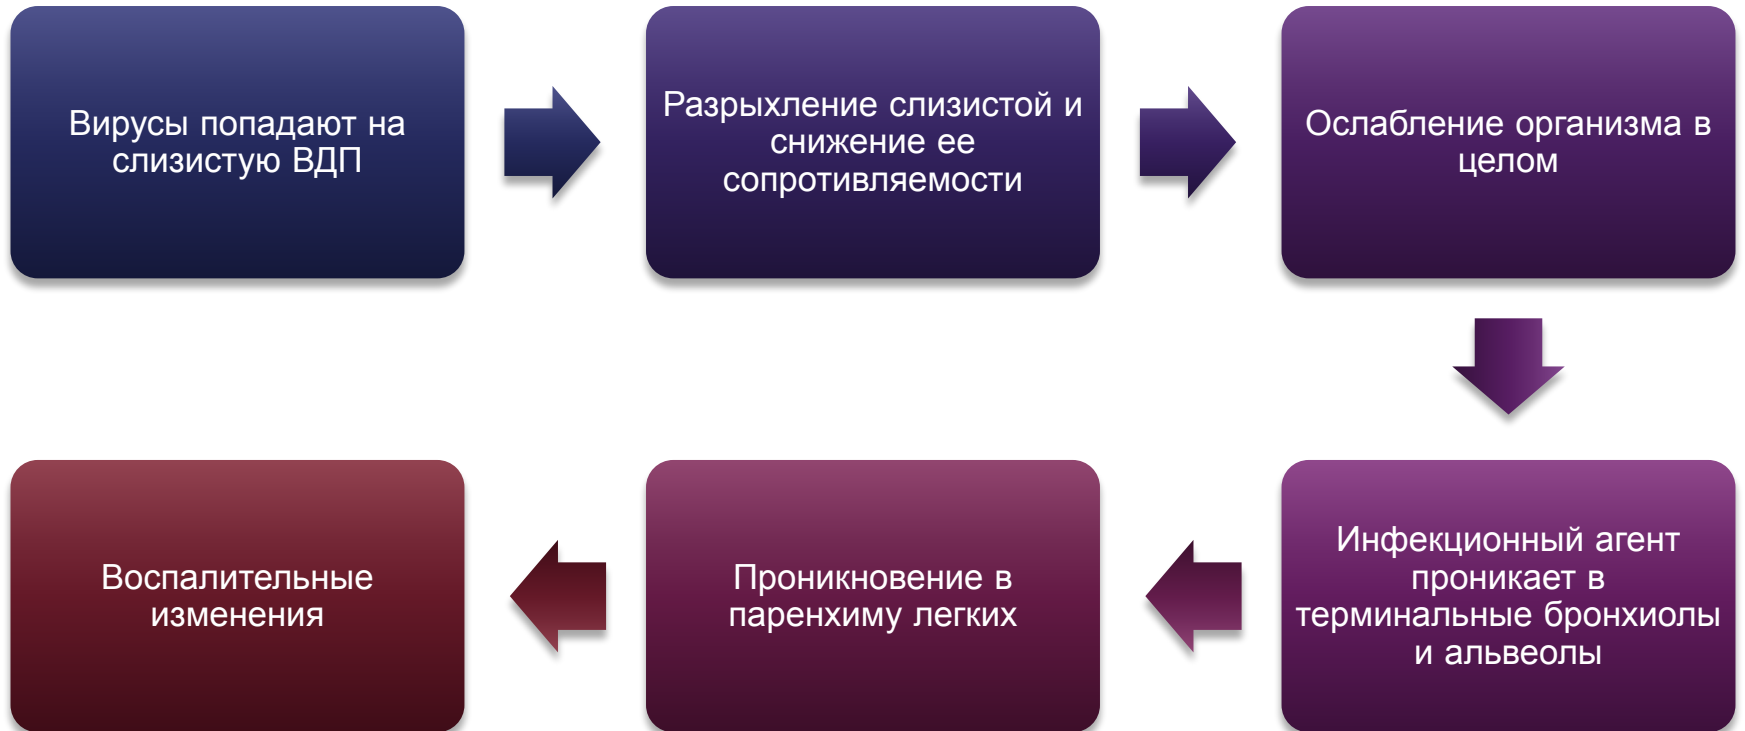 Вирусы попадают на
слизистую ВДП
Разрыхление слизистой и
снижение ее
сопротивляемости
Ослабление организма в
целом
Инфекционный агент
проникает в
терминальные бронхиолы
и альвеолы
Проникновение в
паренхиму легких
Воспалительные
изменения